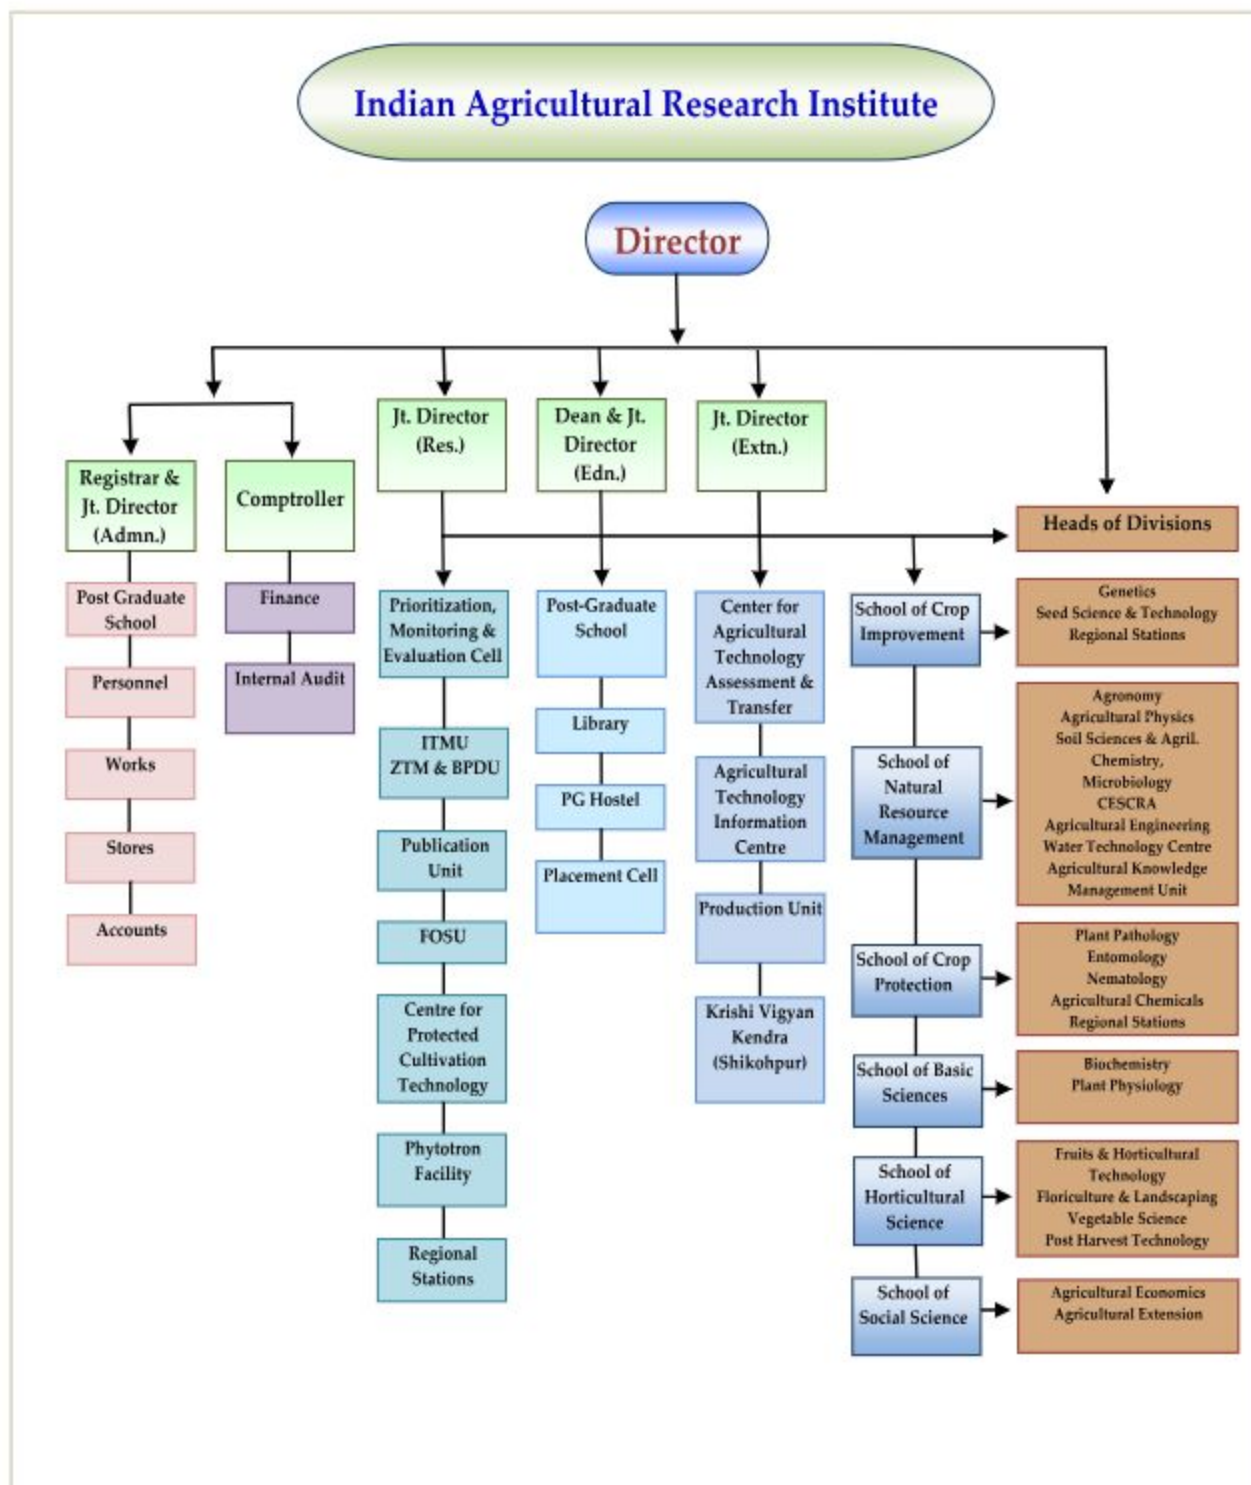 Indian Agricultural Research Institute
Director
Registrar &
Jt. Director
(Admn.)
Post Graduate
School
Personnel
Works
Stores
Accounts
Comptroller
Finance
Internal Audit
Jt. Director
(Res.)
Prioritization,
Monitoring &
Evaluation Cell
ITMU
ZTM & BPDU
Publication
Unit
FOSU
Centre for
Protected
Cultivation
Technology
Phytotron
Facility
Regional
Stations
Dean & Jt.
Director
(Edn.)
Post-Graduate
School
Library
PG Hostel
Placement Cell
Jt. Director
(Extn.)
Center for
Agricultural
Technology
Assessment &
Transfer
Agricultural
Technology
Information
Centre
Production Unit
Krishi Vigyan
Kendra
(Shikohpur)
Heads of Divisions
School of Crop
Improvement
Genetics
Seed Science & Technology
Regional Stations
School of
Natural
Resource
Management
Agronomy
Agricultural Physics
Soil Sciences & Agril.
Chemistry,
Microbiology
CESCRA
Agricultural Engineering
Water Technology Centre
Agricultural Knowledge
Management Unit
School of Crop
Protection
Plant Pathology
Entomology
Nematology
Agricultural Chemicals
Regional Stations
School of Basic
Sciences
Biochemistry
Plant Physiology
School of
Horticultural
Science
Fruits & Horticultural
Technology
Floriculture & Landscaping
Vegetable Science
Post Harvest Technology
School of
Social Science
Agricultural Economics
Agricultural Extension